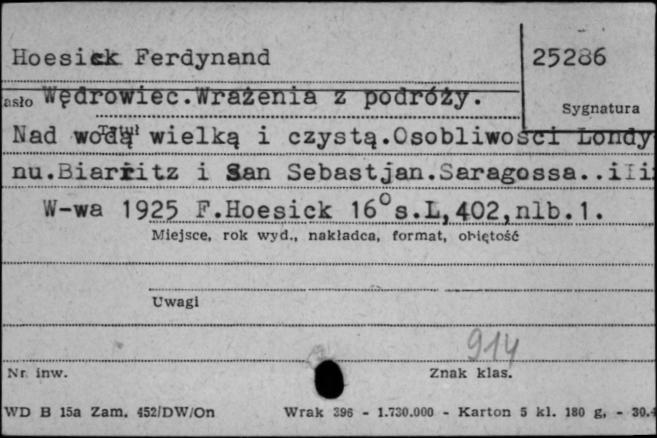 Hoesick Ferdynand
25286
asło Wędrowiec.Wrażenia z podróży.
Sygnatura
Nad wodą wielką i czystą.Osobliwości Londy
nu.Biarritz i San Sebastjan.Saragossa..iIi
W-wa 1925 F.Hoesick 16° s.L,402,nlb.1.
Miejsce, rok wyd., nakładca, format, objętość
Uwagi
914
Nr. inw.
Znak klas.
WD B 15a Zam. 452/DW/On Wrak 396 - 1.730.000 - Karton 5 kl. 180 g, - 30.4